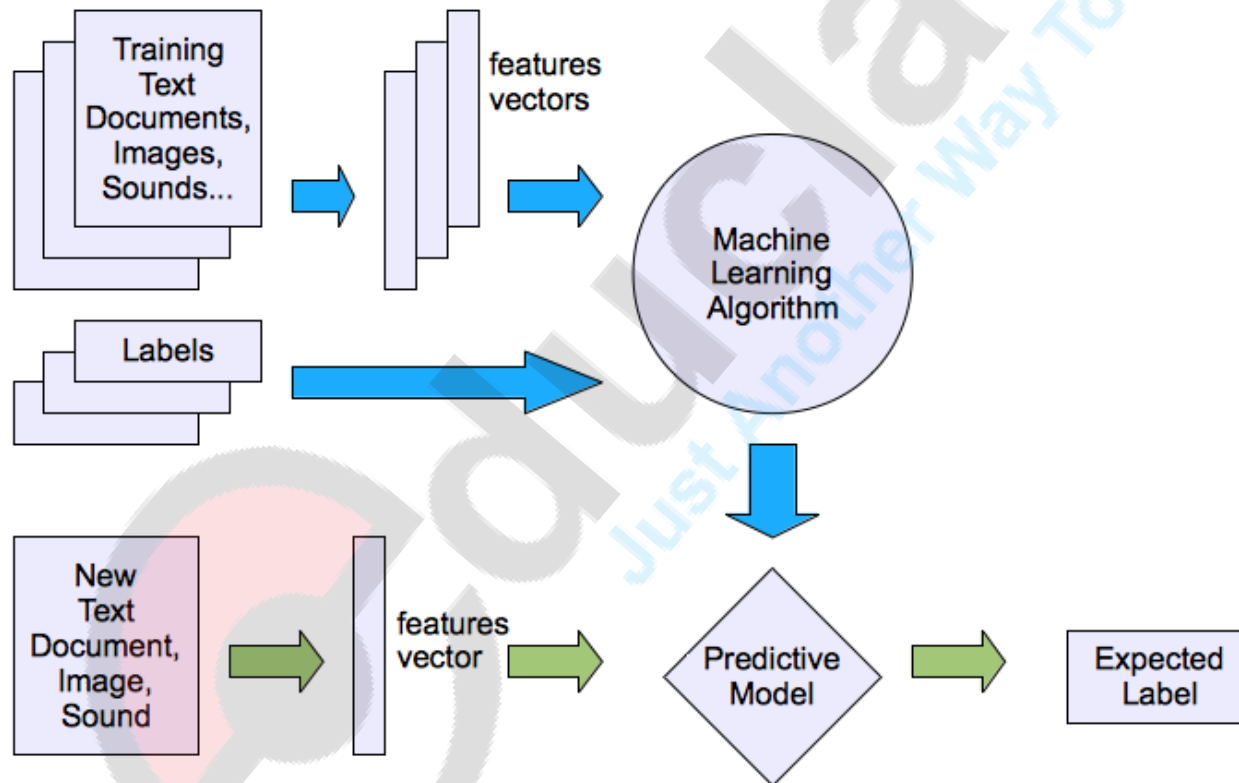 Training
Text
Documents,
Images,
Sounds...
features
vectors
Machine
Learning
Algorithm
Labels
New
Text
Document,
Image,
Sound
features
vector
Predictive
Model
Expected
Label
educla
Just Another Way To